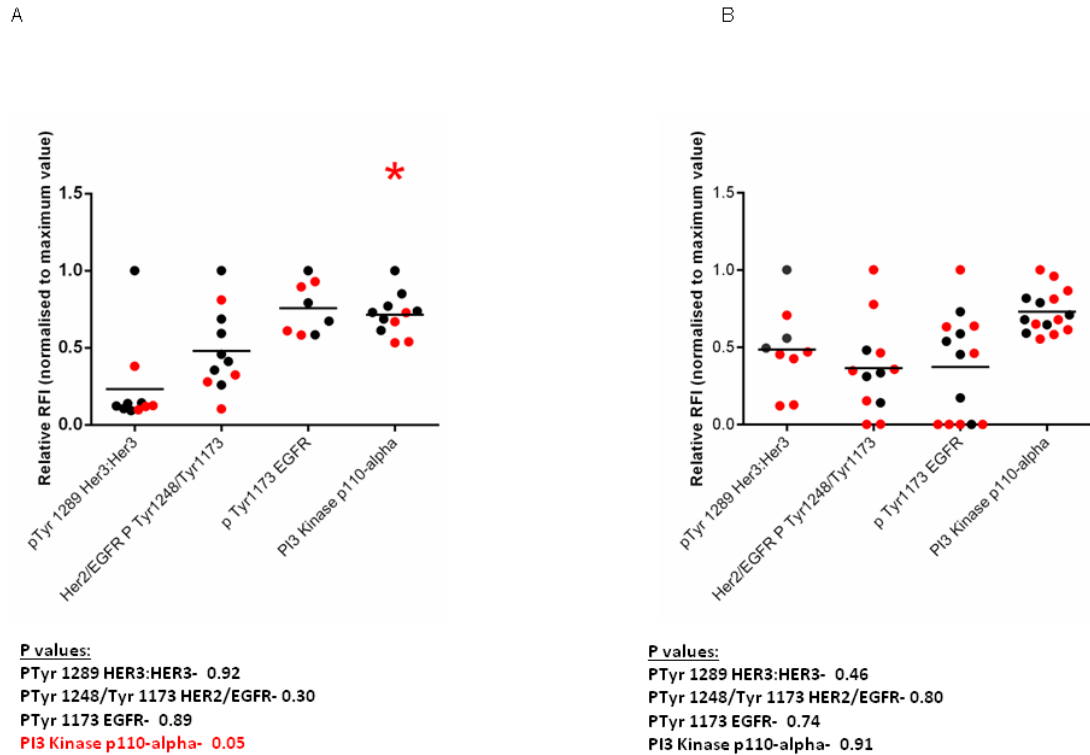 A
B
Relative RFI (normalised to maximum value)
*
1.5
1.0
0.5
0.0
pTyr 1289 Her3:Her3
Her2/EGFR P Tyr1248/Tyr1173
p Tyr1173 EGFR
PI3 Kinase p110-alpha
Relative RFI (normalised to maximum value)
1.5
1.0
0.5
0.0
pTyr 1289 Her3:Her3
Her2/EGFR P Tyr1248/Tyr1173
p Tyr1173 EGFR
PI3 Kinase p110-alpha
P values:
PTyr 1289 HER3:HER3- 0.92
PTyr 1248/Tyr 1173 HER2/EGFR- 0.30
PTyr 1173 EGFR- 0.89
PI3 Kinase p110-alpha- 0.05
P values:
PTyr 1289 HER3:HER3- 0.46
PTyr 1248/Tyr 1173 HER2/EGFR- 0.80
PTyr 1173 EGFR- 0.74
PI3 Kinase p110-alpha- 0.91